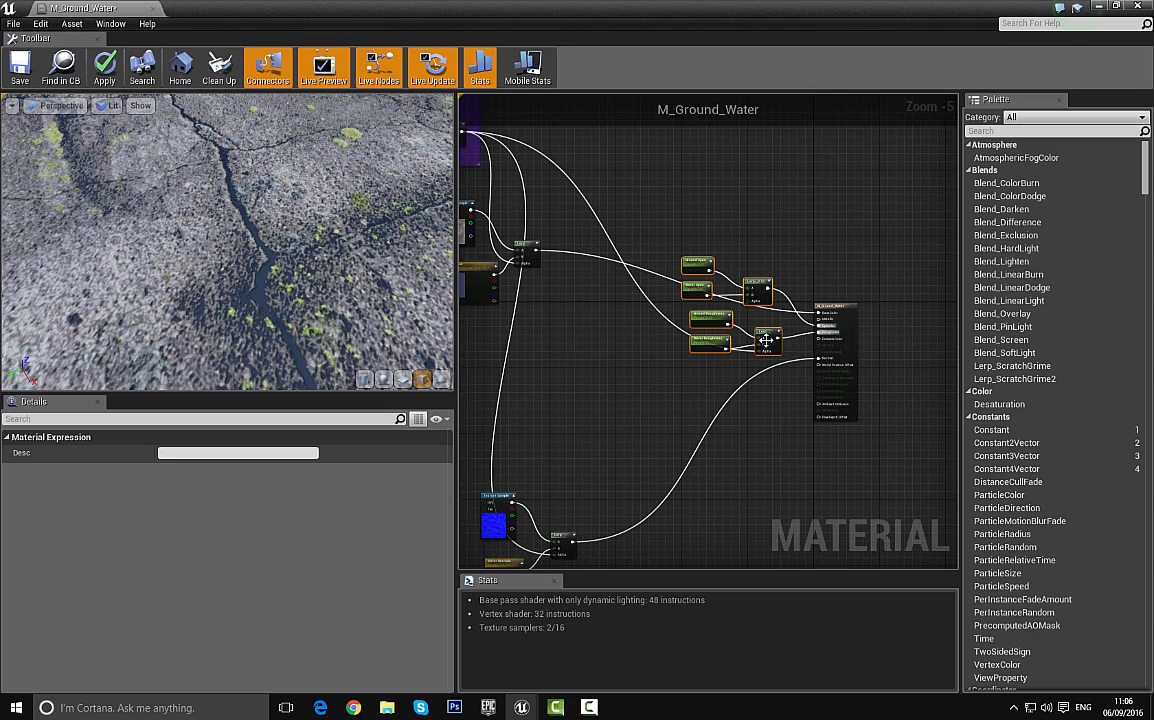 M_Ground_Water*
File Edit Asset Window Help
Search For Help
Toolbar
Save Find in CB Apply Search Home Clean Up Connectors Live Preview Live Nodes Live Update Stats Mobile Stats
Perspective Lit Show
M_Ground_Water
Zoom -5
Palette
Category: All
Search
Atmosphere
AtmosphericFogColor
Blends
Blend_ColorBurn
Blend_ColorDodge
Blend_Darken
Blend_Difference
Blend_Exclusion
Blend_HardLight
Blend_Lighten
Blend_LinearBurn
Blend_LinearDodge
Blend_LinearLight
Blend_Overlay
Blend_PinLight
Blend_Screen
Blend_SoftLight
Lerp_ScratchGrime
Lerp_ScratchGrime2
Color
Desaturation
Constants
Constant 1
Constant2Vector 2
Constant3Vector 3
Constant4Vector 4
DistanceCullFade
ParticleColor
ParticleDirection
ParticleMotionBlurFade
ParticleRadius
ParticleRandom
ParticleRelativeTime
ParticleSize
ParticleSpeed
PerInstanceFadeAmount
PerInstanceRandom
PrecomputedAOMask
Time
TwoSidedSign
VertexColor
ViewProperty
Coordinates
Details
Search
Material Expression
Desc
MATERIAL
Stats
Base pass shader with only dynamic lighting: 48 instructions
Vertex shader: 32 instructions
Texture samplers: 2/16
I'm Cortana. Ask me anything.
ENG
11:06
06/09/2016